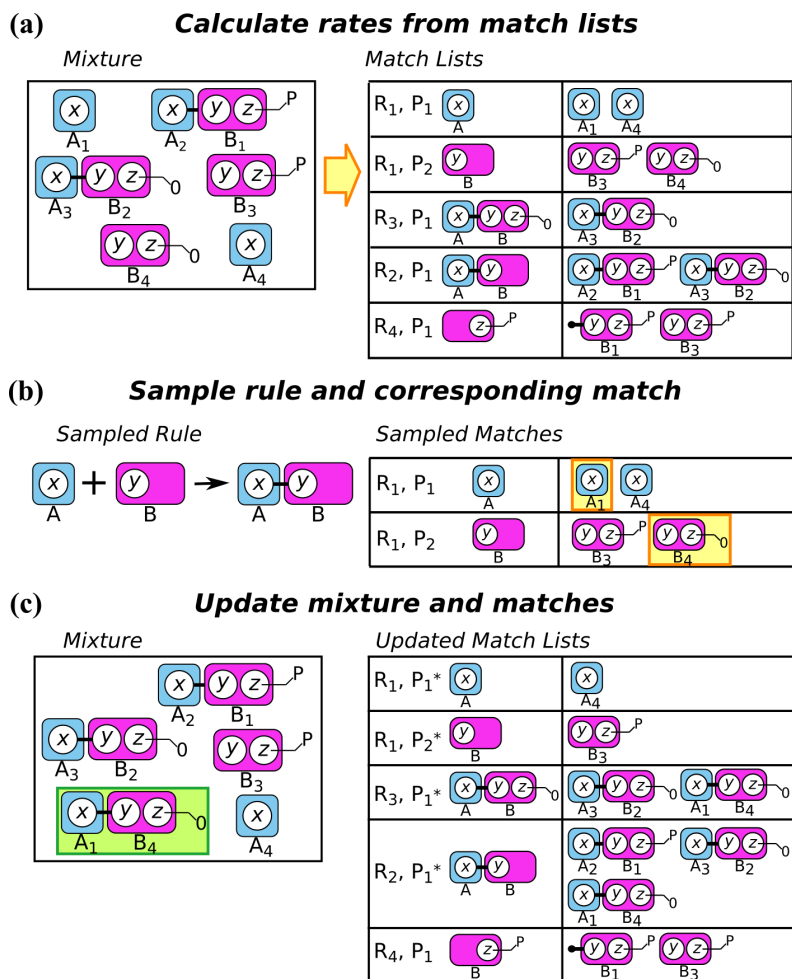 (a) Calculate rates from match lists
Mixture
Match Lists
x
A1
x y z P
A2 B1
x y z 0
A3 B2
y z P
B3
y z 0
B4
x
A4
R1, P1 x x x
A A1 A4
R1, P2 y y z P y z 0
B B3 B4
R3, P1 x y z 0 x y z 0
A B A3 B2
R2, P1 x y x y z P x y z 0
A B A2 B1 A3 B2
R4, P1 z P y z P y z P
B B1 B3
(b) Sample rule and corresponding match
Sampled Rule
Sampled Matches
x + y x y
A B A B
R1, P1 x x x
A A1 A4
R1, P2 y y z P y z 0
B B3 B4
(c) Update mixture and matches
Mixture
Updated Match Lists
x y z P
A2 B1
x y z 0
A3 B2
y z P
B3
x y z 0
A1 B4
x
A4
R1, P1* x x
A A4
R1, P2* y y z P
B B3
R3, P1* x y z 0 x y z 0 x y z 0
A B A3 B2 A1 B4
R2, P1* x y x y z P x y z 0
A B A2 B1 A3 B2
x y z 0
A1 B4
R4, P1 z P y z P y z P
B B1 B3